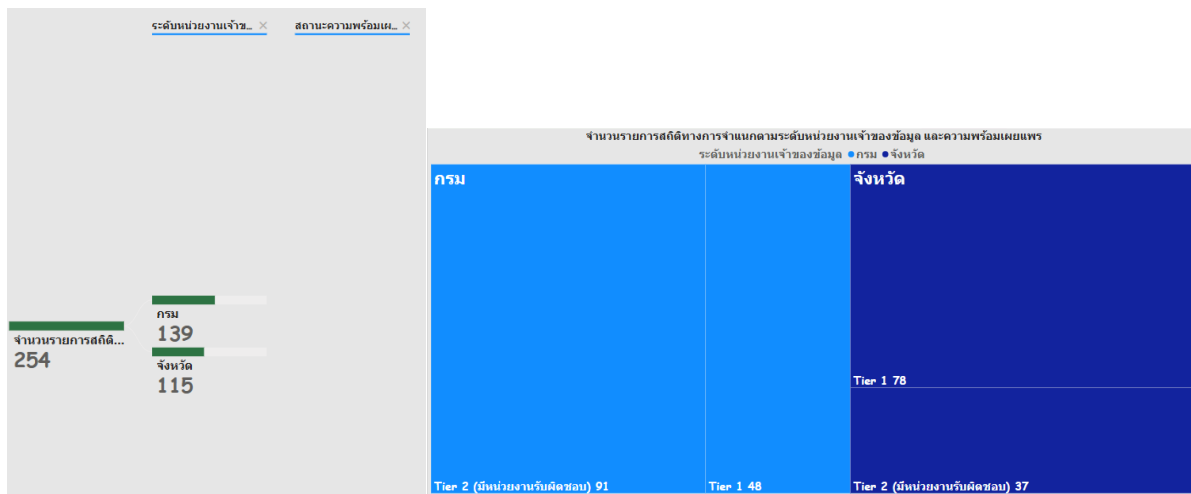 ระดับหน่วยงานเจ้าข... ×
สถานะความพร้อมเผ... ×
จำนวนรายการสถิติ...
254
กรม
139
จังหวัด
115
จำนวนรายการสถิติทางการจำแนกตามระดับหน่วยงานเจ้าของข้อมูล และความพร้อมเผยแพร
ระดับหน่วยงานเจ้าของข้อมูล ●กรม ●จังหวัด
กรม
จังหวัด
Tier 1 78
Tier 2 (มีหน่วยงานรับผิดชอบ) 91
Tier 1 48
Tier 2 (มีหน่วยงานรับผิดชอบ) 37